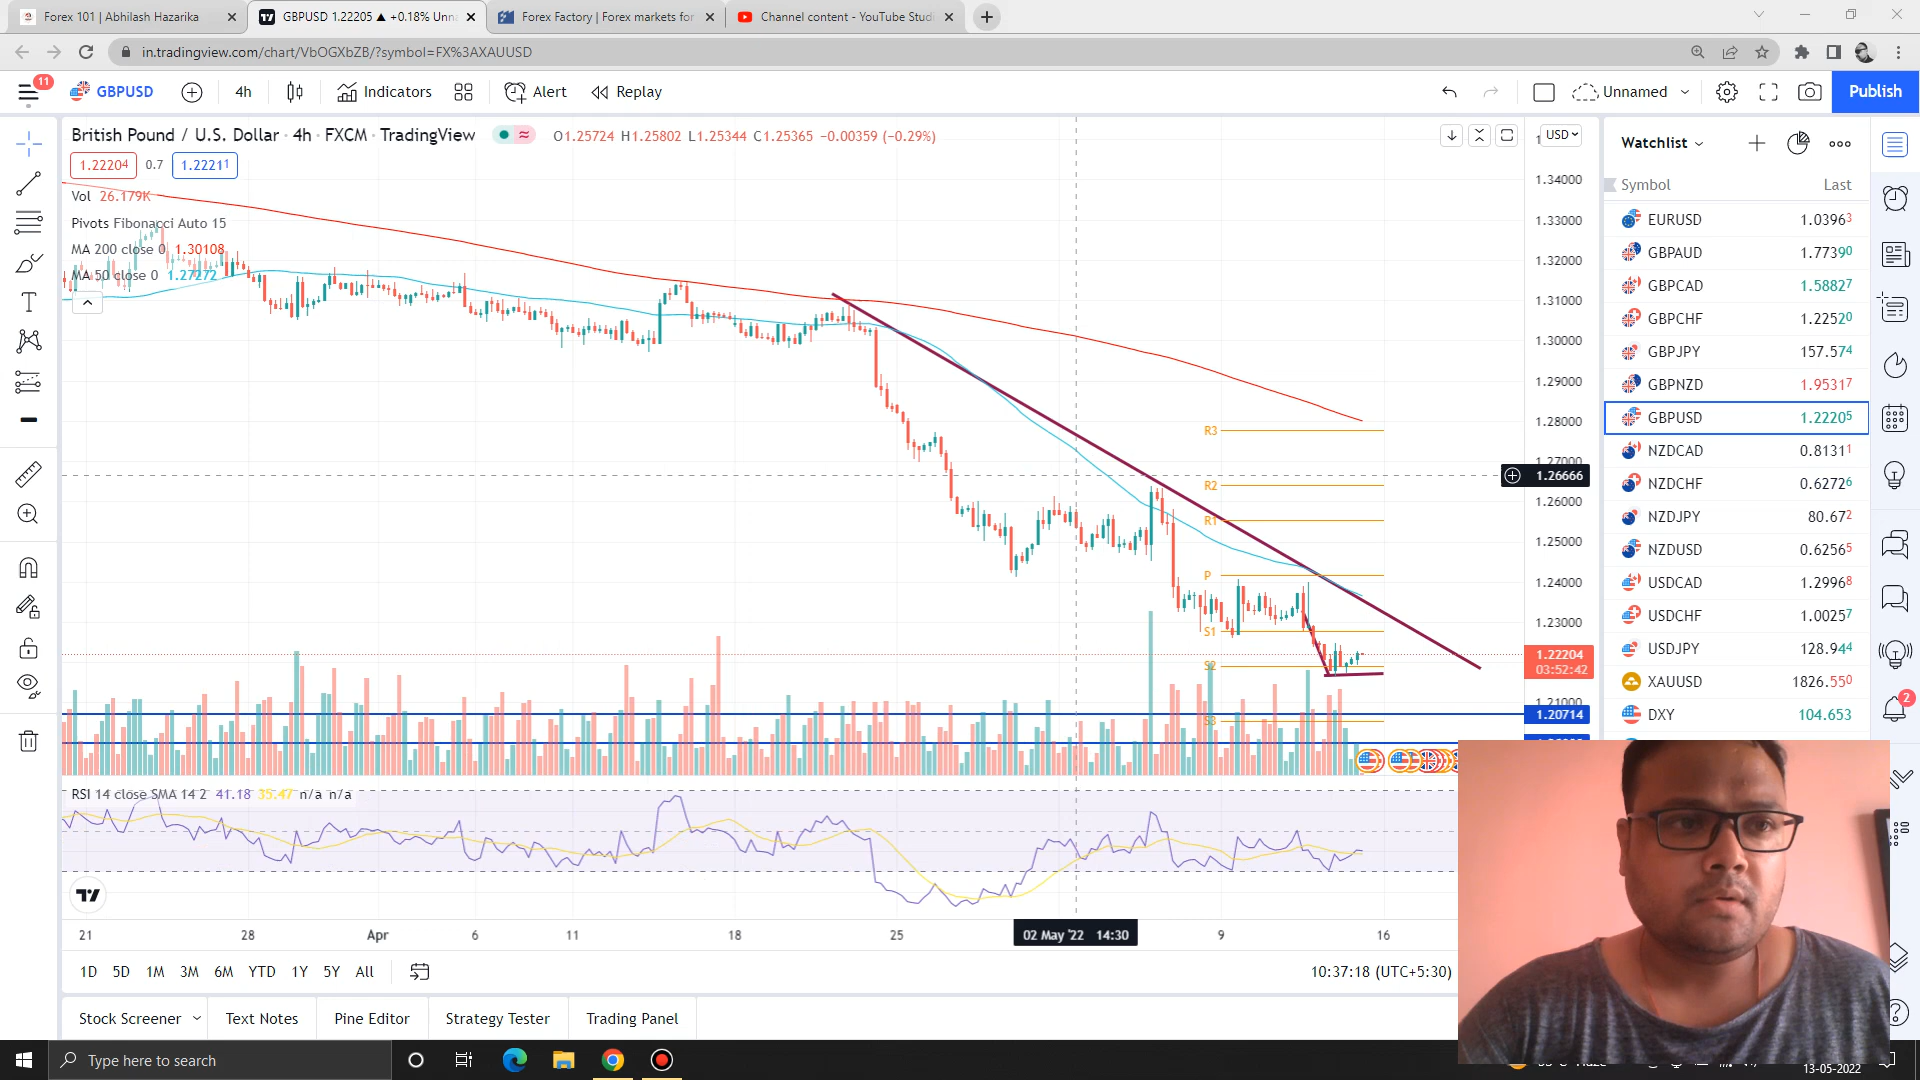 Forex 101 | Abhilash Hazarika
GBPUSD 1.22205 ▲ +0.18% Unna
Forex Factory | Forex markets for
Channel content - YouTube Studi
in.tradingview.com/chart/VbOGXbZB/?symbol=FX%3AXAUUSD
11
GBPUSD
4h
Indicators
Alert
Replay
Unnamed
Publish
British Pound / U.S. Dollar · 4h · FXCM · TradingView
O1.25724 H1.25802 L1.25344 C1.25365 −0.00359 (−0.29%)
USD
1.22204 0.7 1.22211
Vol 26.179K
Pivots Fibonacci Auto 15
MA 200 close 0 1.30108
MA 50 close 0 1.27272
1.34000
1.33000
1.32000
1.31000
1.30000
1.29000
1.28000
1.27000
1.26666
1.26000
1.25000
1.24000
1.23000
1.22204
03:52:42
1.21000
1.20714
R3
R2
R1
P
S1
S2
S3
RSI 14 close SMA 14 2 41.18 35.47 n/a n/a
21 28 Apr 6 11 18 25 02 May '22 14:30 9 16
1D 5D 1M 3M 6M YTD 1Y 5Y All
10:37:18 (UTC+5:30)
Stock Screener
Text Notes
Pine Editor
Strategy Tester
Trading Panel
Watchlist
Symbol Last
EURUSD 1.03963
GBPAUD 1.77390
GBPCAD 1.58827
GBPCHF 1.22520
GBPJPY 157.574
GBPNZD 1.95317
GBPUSD 1.22205
NZDCAD 0.81311
NZDCHF 0.62726
NZDJPY 80.672
NZDUSD 0.62565
USDCAD 1.29968
USDCHF 1.00257
USDJPY 128.944
XAUUSD 1826.550
DXY 104.653
2
Type here to search
13-05-2022